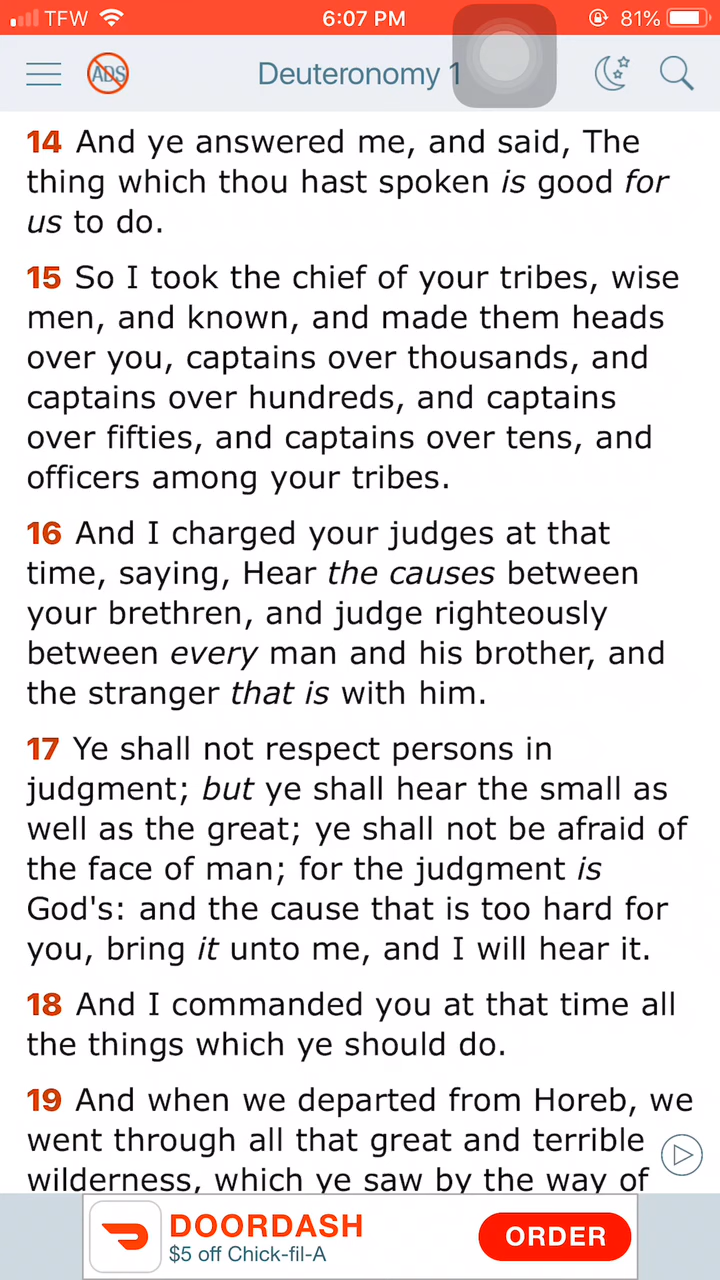 TFW 6:07 PM 81%
ADS Deuteronomy 1
14 And ye answered me, and said, The
thing which thou hast spoken is good for
us to do.
15 So I took the chief of your tribes, wise
men, and known, and made them heads
over you, captains over thousands, and
captains over hundreds, and captains
over fifties, and captains over tens, and
officers among your tribes.
16 And I charged your judges at that
time, saying, Hear the causes between
your brethren, and judge righteously
between every man and his brother, and
the stranger that is with him.
17 Ye shall not respect persons in
judgment; but ye shall hear the small as
well as the great; ye shall not be afraid of
the face of man; for the judgment is
God's: and the cause that is too hard for
you, bring it unto me, and I will hear it.
18 And I commanded you at that time all
the things which ye should do.
19 And when we departed from Horeb, we
went through all that great and terrible
wilderness, which ye saw by the way of
DOORDASH
$5 off Chick-fil-A
ORDER